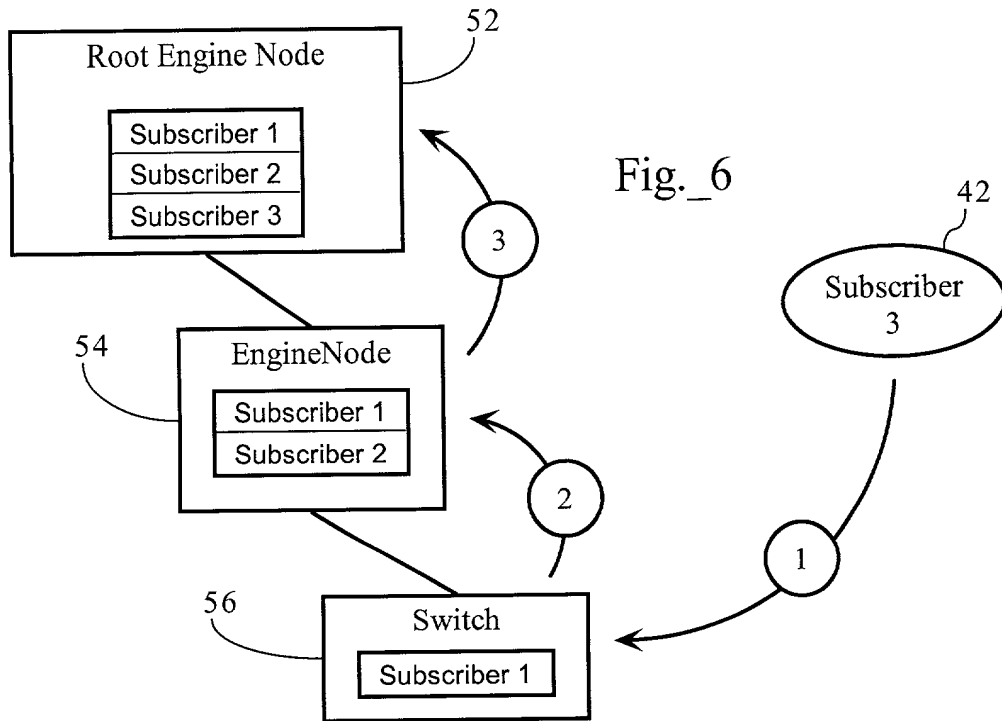 52
Root Engine Node
Subscriber 1
Subscriber 2
Subscriber 3
Fig._6
3
42
Subscriber
3
54
EngineNode
Subscriber 1
Subscriber 2
2
1
56
Switch
Subscriber 1